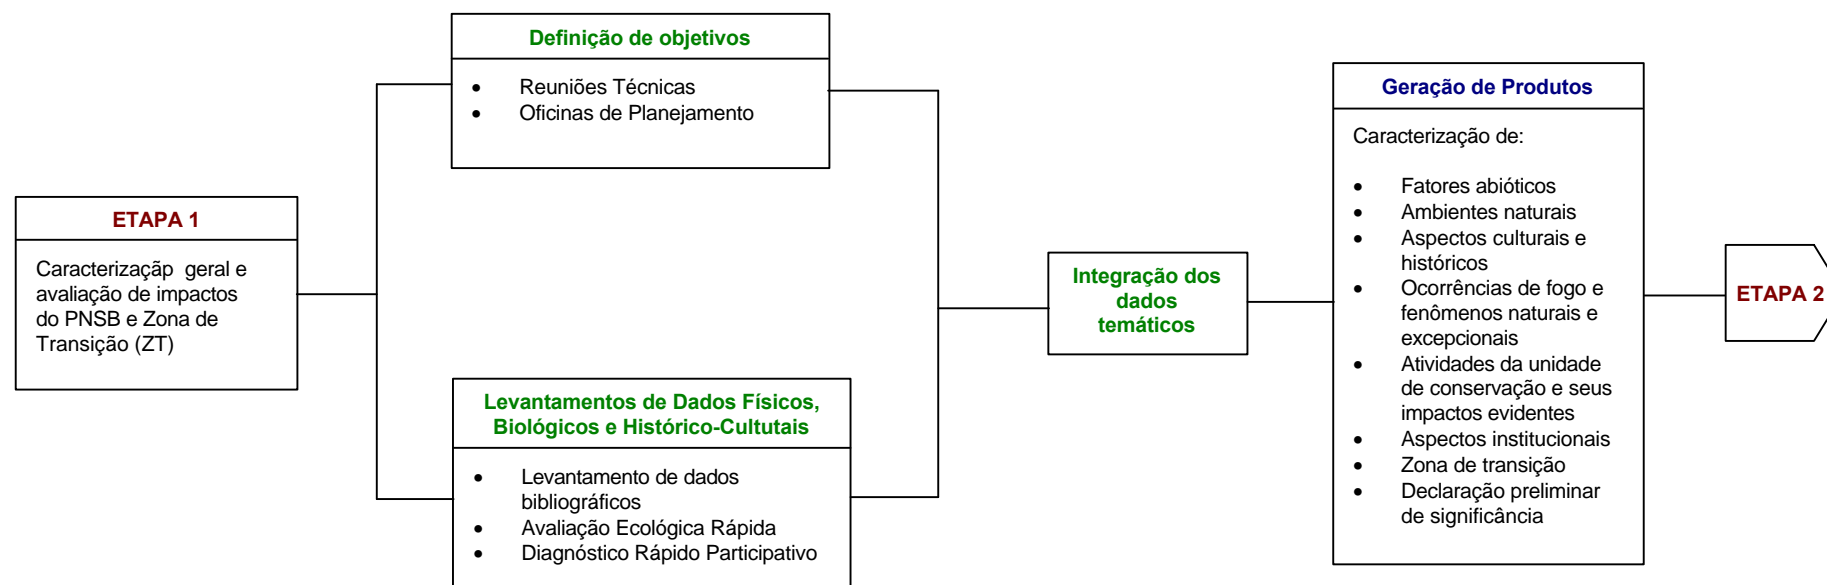 ETAPA 1
Caracterizaçãp geral e
avaliação de impactos
do PNSB e Zona de
Transição (ZT)
Definição de objetivos
• Reuniões Técnicas
• Oficinas de Planejamento
Levantamentos de Dados Físicos,
Biológicos e Histórico-Cultutais
• Levantamento de dados
bibliográficos
• Avaliação Ecológica Rápida
• Diagnóstico Rápido Participativo
Integração dos
dados
temáticos
Geração de Produtos
Caracterização de:
• Fatores abióticos
• Ambientes naturais
• Aspectos culturais e
históricos
• Ocorrências de fogo e
fenômenos naturais e
excepcionais
• Atividades da unidade
de conservação e seus
impactos evidentes
• Aspectos institucionais
• Zona de transição
• Declaração preliminar
de significância
ETAPA 2